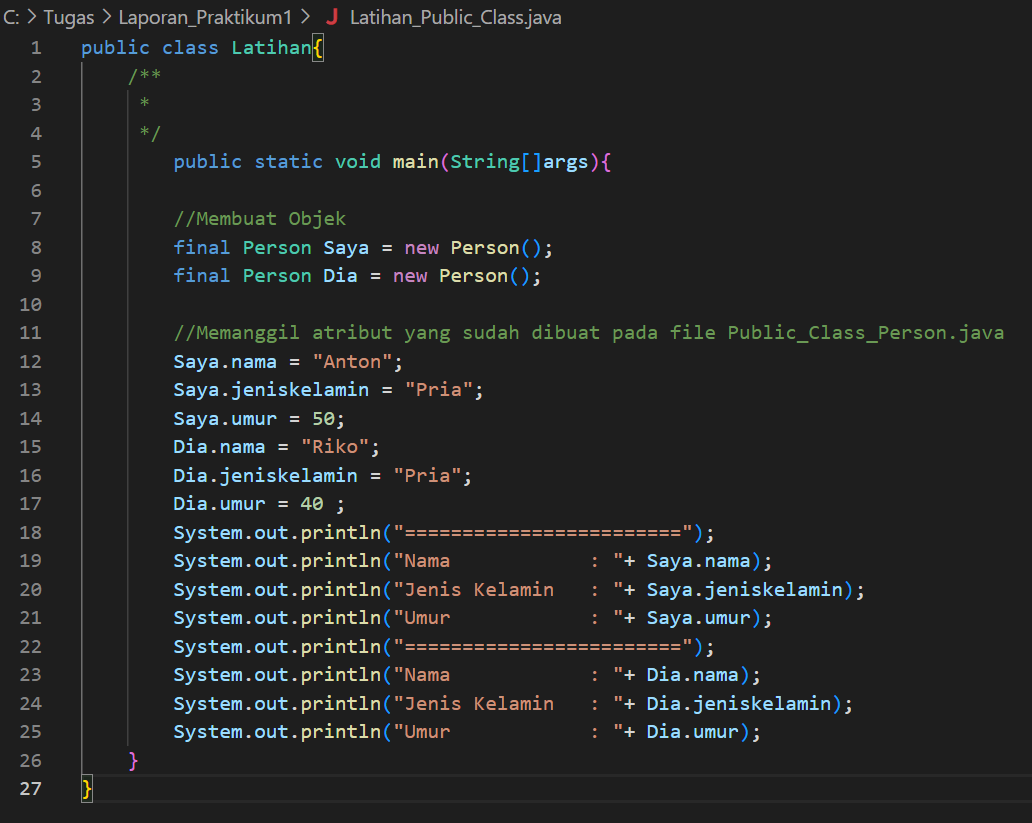 C: > Tugas > Laporan_Praktikum1 > J Latihan_Public_Class.java
1 public class Latihan{
2 /**
3 *
4 */
5 public static void main(String[]args){
6
7 //Membuat Objek
8 final Person Saya = new Person();
9 final Person Dia = new Person();
10
11 //Memanggil atribut yang sudah dibuat pada file Public_Class_Person.java
12 Saya.nama = "Anton";
13 Saya.jeniskelamin = "Pria";
14 Saya.umur = 50;
15 Dia.nama = "Riko";
16 Dia.jeniskelamin = "Pria";
17 Dia.umur = 40 ;
18 System.out.println("========================");
19 System.out.println("Nama            : "+ Saya.nama);
20 System.out.println("Jenis Kelamin   : "+ Saya.jeniskelamin);
21 System.out.println("Umur            : "+ Saya.umur);
22 System.out.println("========================");
23 System.out.println("Nama            : "+ Dia.nama);
24 System.out.println("Jenis Kelamin   : "+ Dia.jeniskelamin);
25 System.out.println("Umur            : "+ Dia.umur);
26 }
27 }